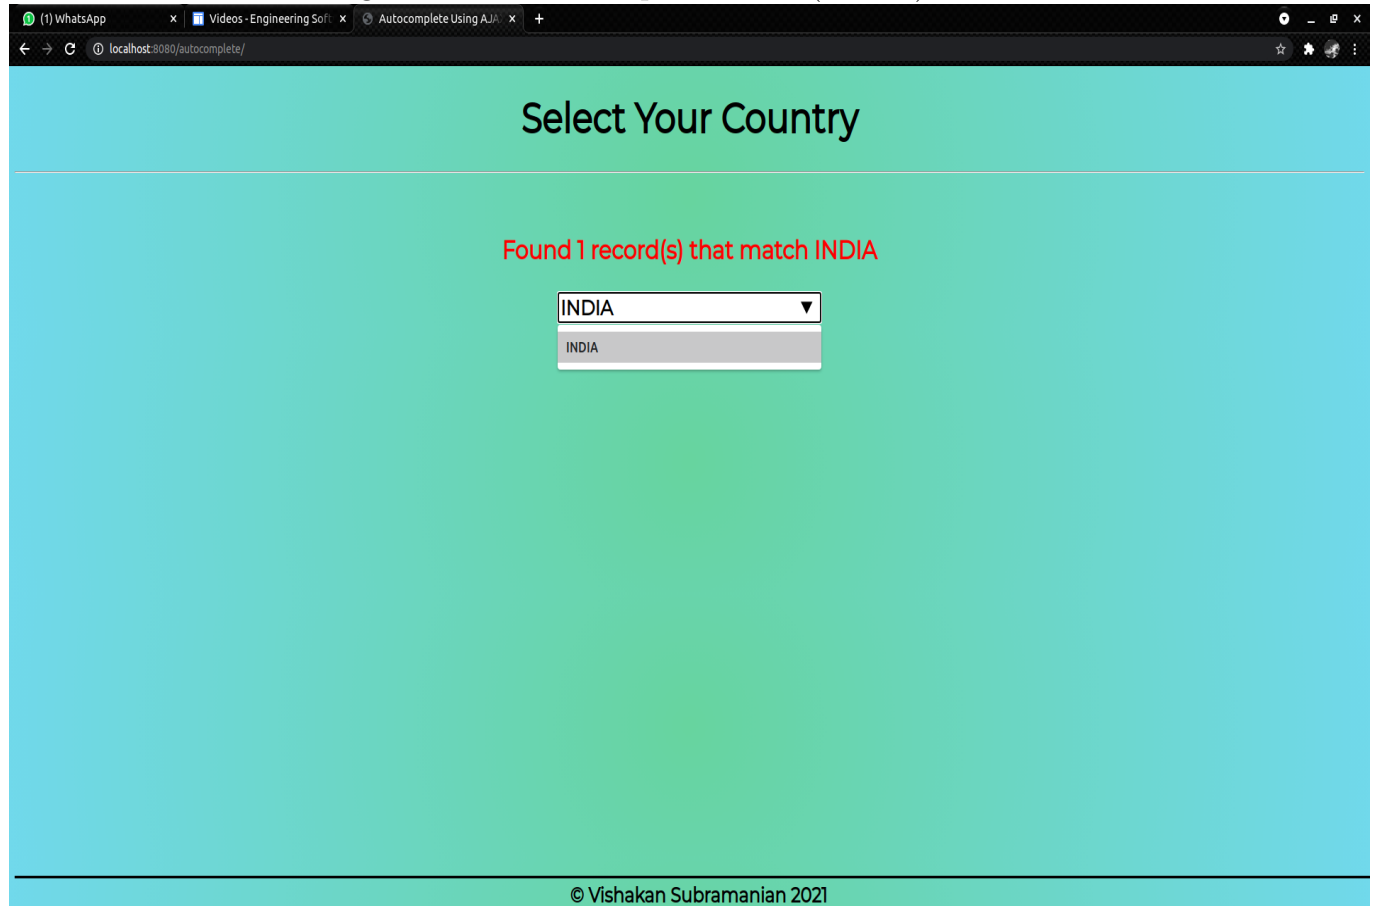 (1) WhatsApp
Videos - Engineering Soft
Autocomplete Using AJA
localhost:8080/autocomplete/
Select Your Country
Found 1 record(s) that match INDIA
INDIA
INDIA
© Vishakan Subramanian 2021